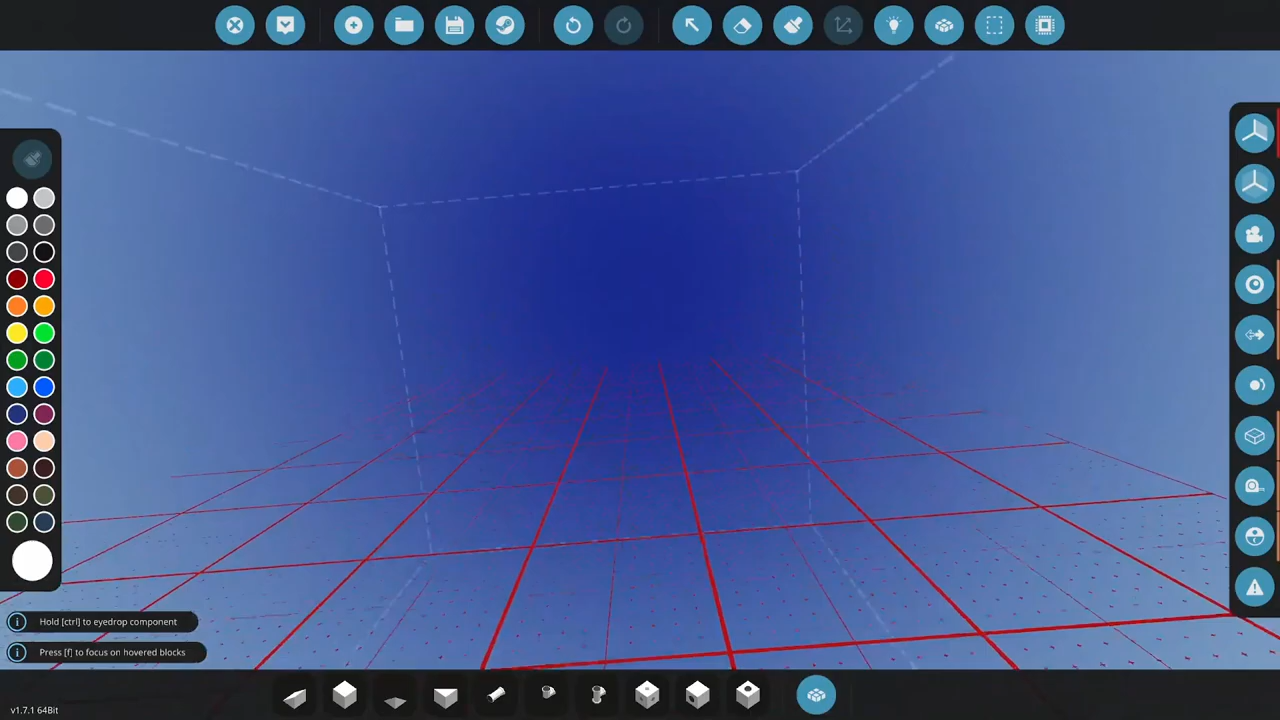 Hold [ctrl] to eyedrop component
Press [f] to focus on hovered blocks
v1.7.1 64Bit